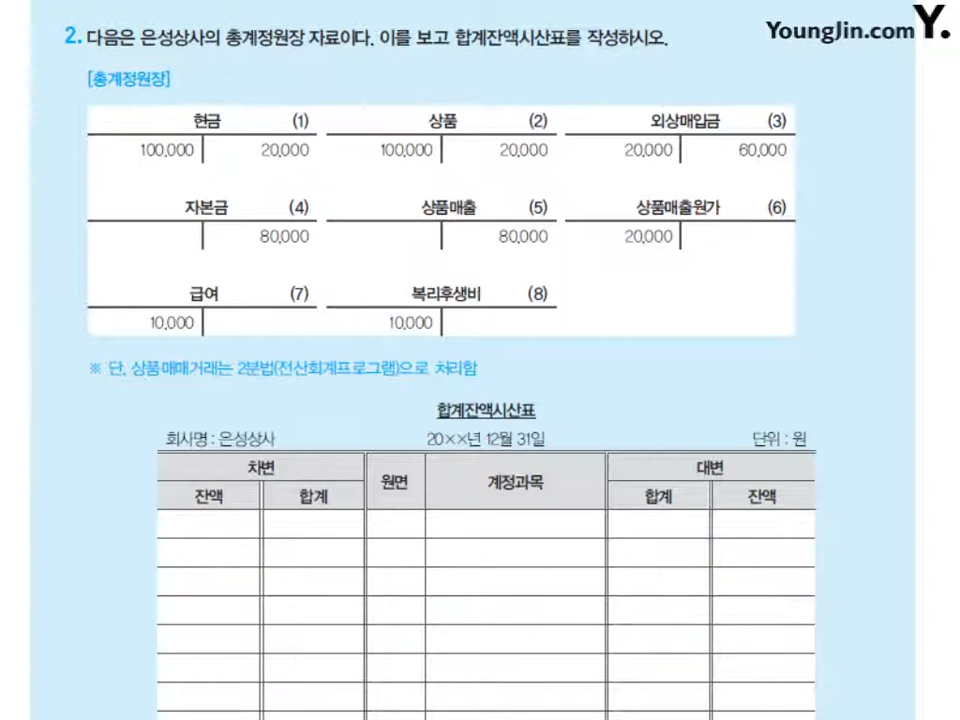 YoungJin.com Y.
2. 다음은 은성상사의 총계정원장 자료이다. 이를 보고 합계잔액시산표를 작성하시오.
[총계정원장]
현금 (1) 상품 (2) 외상매입금 (3)
100,000 20,000 100,000 20,000 20,000 60,000
자본금 (4) 상품매출 (5) 상품매출원가 (6)
80,000 80,000 20,000
급여 (7) 복리후생비 (8)
10,000 10,000
※ 단, 상품매매거래는 2분법(전산회계프로그램)으로 처리함
합계잔액시산표
회사명 : 은성상사 20××년 12월 31일 단위 : 원
차변 원면 계정과목 대변
잔액 합계 합계 잔액